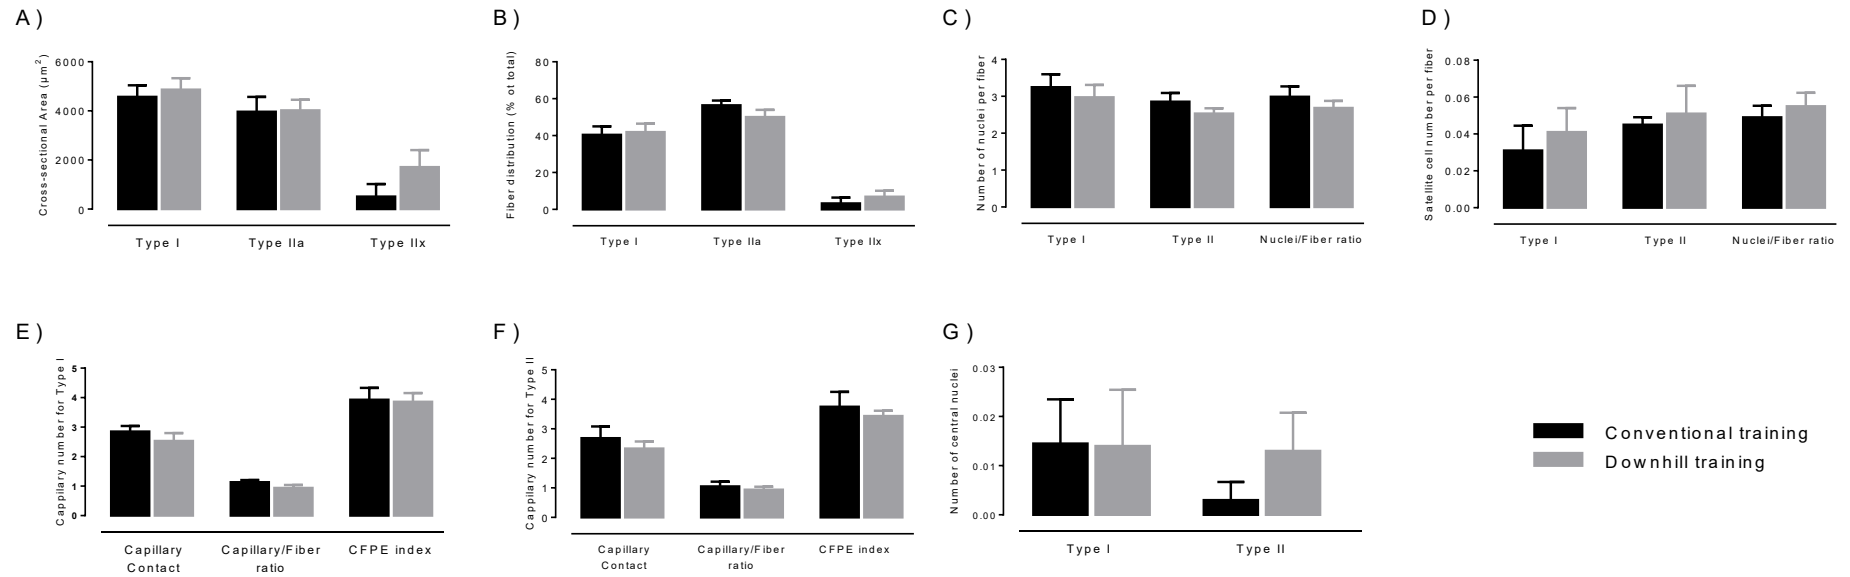 A )
Cross-sectional Area (µm²)
6000
4000
2000
0
Type I
Type IIa
Type IIx
B )
Fiber distribution (% ot total)
80
60
40
20
0
Type I
Type IIa
Type IIx
C )
Number of nuclei per fiber
4
3
2
1
0
Type I
Type II
Nuclei/Fiber ratio
D )
Satellite cell number per fiber
0.08
0.06
0.04
0.02
0.00
Type I
Type II
Nuclei/Fiber ratio
E )
Capillary number for Type I
5
4
3
2
1
0
Capillary
Contact
Capillary/Fiber
ratio
CFPE index
F )
Capillary number for Type II
5
4
3
2
1
0
Capillary
Contact
Capillary/Fiber
ratio
CFPE index
G )
Number of central nuclei
0.03
0.02
0.01
0.00
Type I
Type II
Conventional training
Downhill training